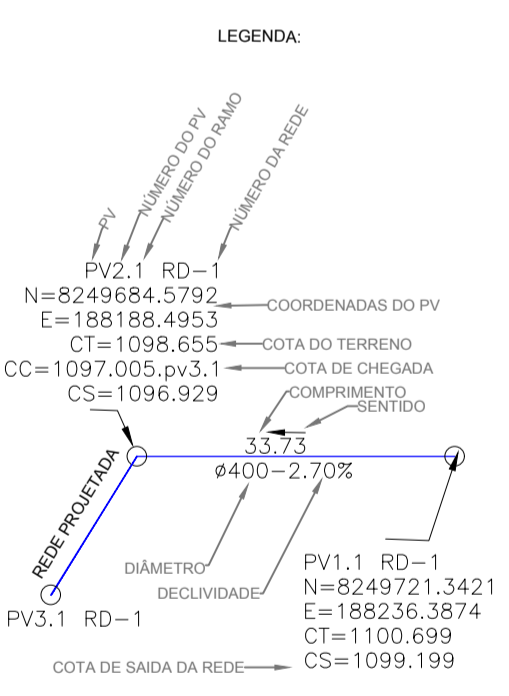 LEGENDA:
PV
NÚMERO DO PV
NÚMERO DO RAMO
NÚMERO DA REDE
PV2.1 RD-1
N=8249684.5792
E=188188.4953
COORDENADAS DO PV
CT=1098.655
COTA DO TERRENO
CC=1097.005.pv3.1
COTA DE CHEGADA
CS=1096.929
COMPRIMENTO
SENTIDO
33.73
ø400-2.70%
REDE PROJETADA
DIÂMETRO
DECLIVIDADE
PV3.1 RD-1
PV1.1 RD-1
N=8249721.3421
E=188236.3874
CT=1100.699
COTA DE SAIDA DA REDE
CS=1099.199